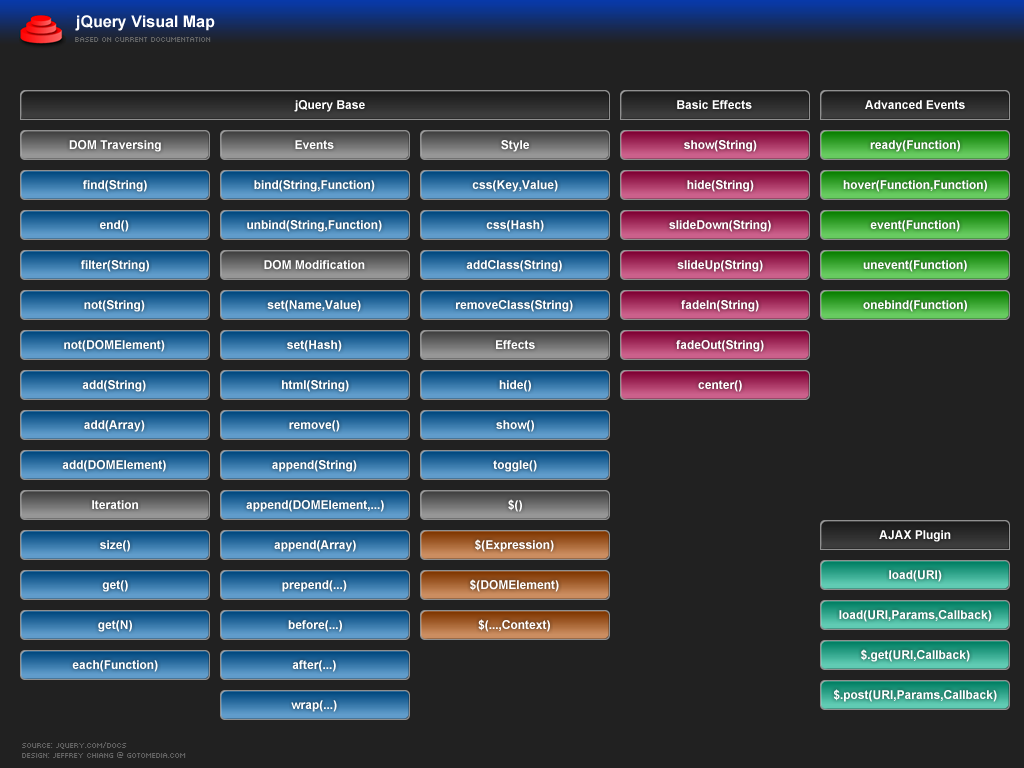 jQuery Visual Map
BASED ON CURRENT DOCUMENTATION
jQuery Base
DOM Traversing
find(String)
end()
filter(String)
not(String)
not(DOMElement)
add(String)
add(Array)
add(DOMElement)
Iteration
size()
get()
get(N)
each(Function)
Events
bind(String,Function)
unbind(String,Function)
DOM Modification
set(Name,Value)
set(Hash)
html(String)
remove()
append(String)
append(DOMElement,...)
append(Array)
prepend(...)
before(...)
after(...)
wrap(...)
Style
css(Key,Value)
css(Hash)
addClass(String)
removeClass(String)
Effects
hide()
show()
toggle()
$()
$(Expression)
$(DOMElement)
$(...,Context)
Basic Effects
show(String)
hide(String)
slideDown(String)
slideUp(String)
fadeIn(String)
fadeOut(String)
center()
Advanced Events
ready(Function)
hover(Function,Function)
event(Function)
unevent(Function)
onebind(Function)
AJAX Plugin
load(URI)
load(URI,Params,Callback)
$.get(URI,Callback)
$.post(URI,Params,Callback)
SOURCE: JQUERY.COM/DOCS
DESIGN: JEFFREY CHIANG @ GOTOMEDIA.COM